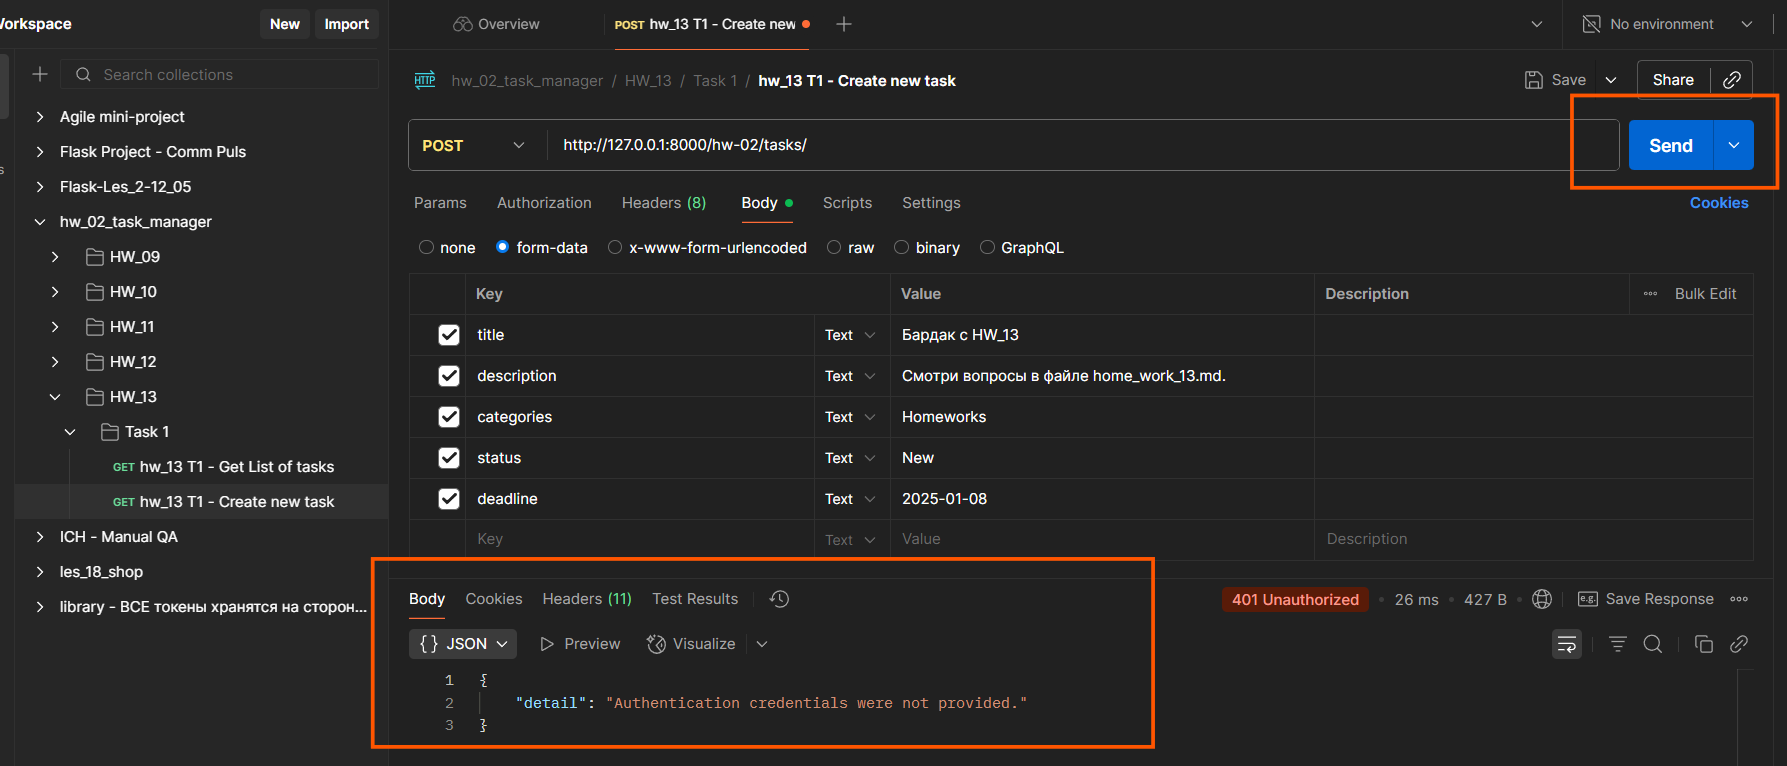 Workspace
New
Import
Overview
POST hw_13 T1 - Create new
No environment
Search collections
HTTP hw_02_task_manager / HW_13 / Task 1 / hw_13 T1 - Create new task
Save
Share
Agile mini-project
Flask Project - Comm Puls
Flask-Les_2-12_05
hw_02_task_manager
HW_09
HW_10
HW_11
HW_12
HW_13
Task 1
GET hw_13 T1 - Get List of tasks
GET hw_13 T1 - Create new task
ICH - Manual QA
les_18_shop
library - ВСЕ токены хранятся на сторон...
s
POST
http://127.0.0.1:8000/hw-02/tasks/
Send
Params
Authorization
Headers (8)
Body
Scripts
Settings
Cookies
none
form-data
x-www-form-urlencoded
raw
binary
GraphQL
Key Value Description Bulk Edit
title Text Бардак с HW_13
description Text Смотри вопросы в файле home_work_13.md.
categories Text Homeworks
status Text New
deadline Text 2025-01-08
Key Text Value Description
Body Cookies Headers (11) Test Results
401 Unauthorized • 26 ms • 427 B • e.g. Save Response
{} JSON Preview Visualize
1 {
2 "detail": "Authentication credentials were not provided."
3 }